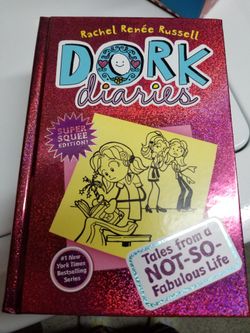 Rachel Renée Russell
DORK
diaries
SUPER
SQUEE
EDITION!
Tales from a
NOT-SO-
Fabulous Life
#1 New
York Times
Bestselling
Series